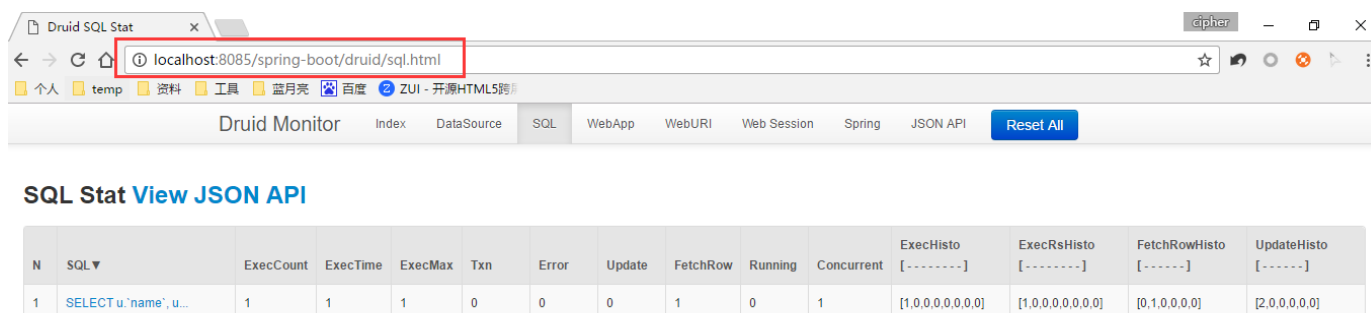 Druid SQL Stat
cipher
localhost:8085/spring-boot/druid/sql.html
个人 temp 资料 工具 蓝月亮 百度 ZUI - 开源HTML5跨
Druid Monitor Index DataSource SQL WebApp WebURI Web Session Spring JSON API Reset All
SQL Stat View JSON API
N SQL▼ ExecCount ExecTime ExecMax Txn Error Update FetchRow Running Concurrent ExecHisto [--------] ExecRsHisto [--------] FetchRowHisto [------] UpdateHisto [------]
1 SELECT u.`name`, u... 1 1 1 0 0 0 1 0 1 [1,0,0,0,0,0,0,0] [1,0,0,0,0,0,0,0] [0,1,0,0,0,0] [2,0,0,0,0,0]